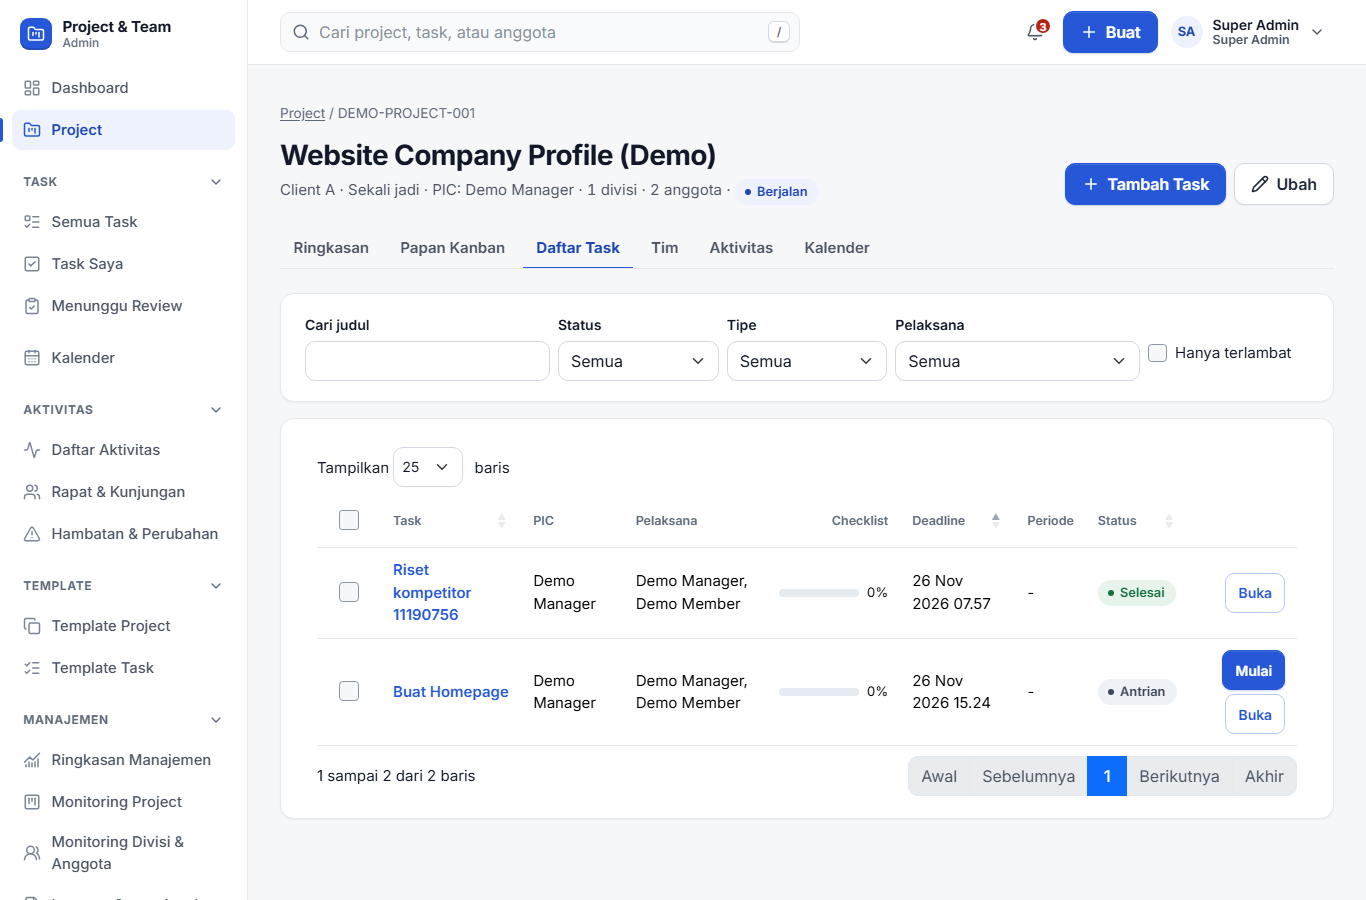 Project & Team
Admin
Dashboard
Project
TASK
Semua Task
Task Saya
Menunggu Review
Kalender
AKTIVITAS
Daftar Aktivitas
Rapat & Kunjungan
Hambatan & Perubahan
TEMPLATE
Template Project
Template Task
MANAJEMEN
Ringkasan Manajemen
Monitoring Project
Monitoring Divisi &
Anggota
Cari project, task, atau anggota
/
3
+ Buat
SA
Super Admin
Super Admin
Project / DEMO-PROJECT-001
Website Company Profile (Demo)
Client A · Sekali jadi · PIC: Demo Manager · 1 divisi · 2 anggota · Berjalan
+ Tambah Task
Ubah
Ringkasan Papan Kanban Daftar Task Tim Aktivitas Kalender
Cari judul Status Tipe Pelaksana
Semua Semua Semua Hanya terlambat
Tampilkan 25 baris
Task PIC Pelaksana Checklist Deadline Periode Status
Riset
kompetitor
11190756
Demo
Manager
Demo Manager,
Demo Member
0%
26 Nov
2026 07.57
-
Selesai
Buka
Buat Homepage
Demo
Manager
Demo Manager,
Demo Member
0%
26 Nov
2026 15.24
-
Antrian
Mulai
Buka
1 sampai 2 dari 2 baris
Awal Sebelumnya 1 Berikutnya Akhir